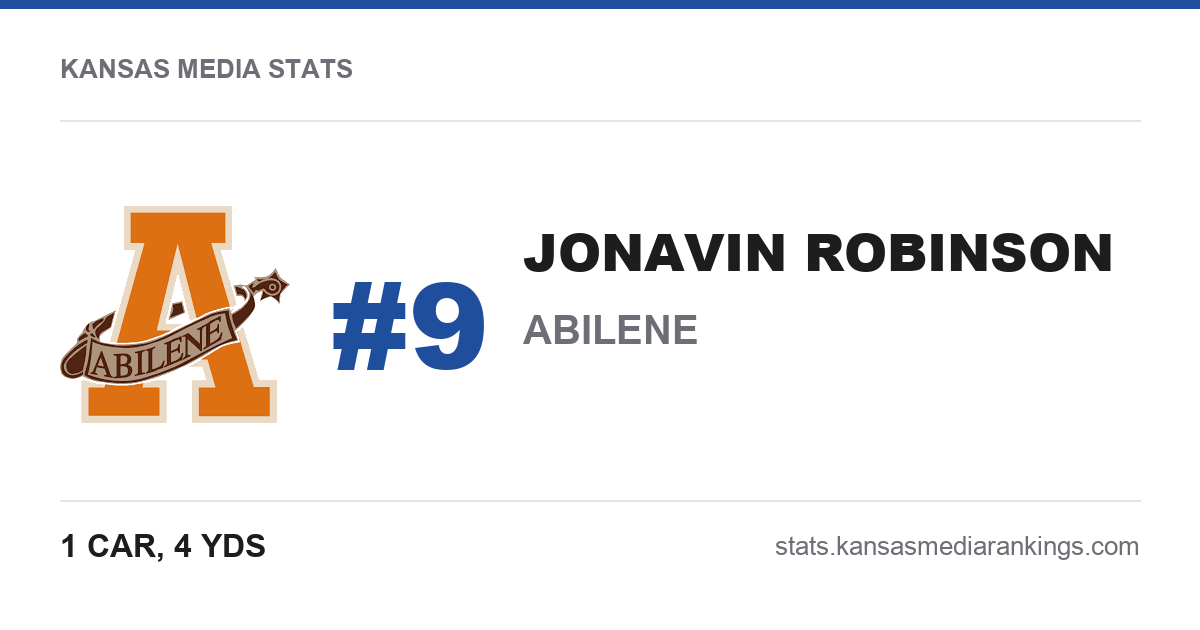 KANSAS MEDIA STATS
ABILENE
#9
JONAVIN ROBINSON
ABILENE
1 CAR, 4 YDS
stats.kansasmediarankings.com